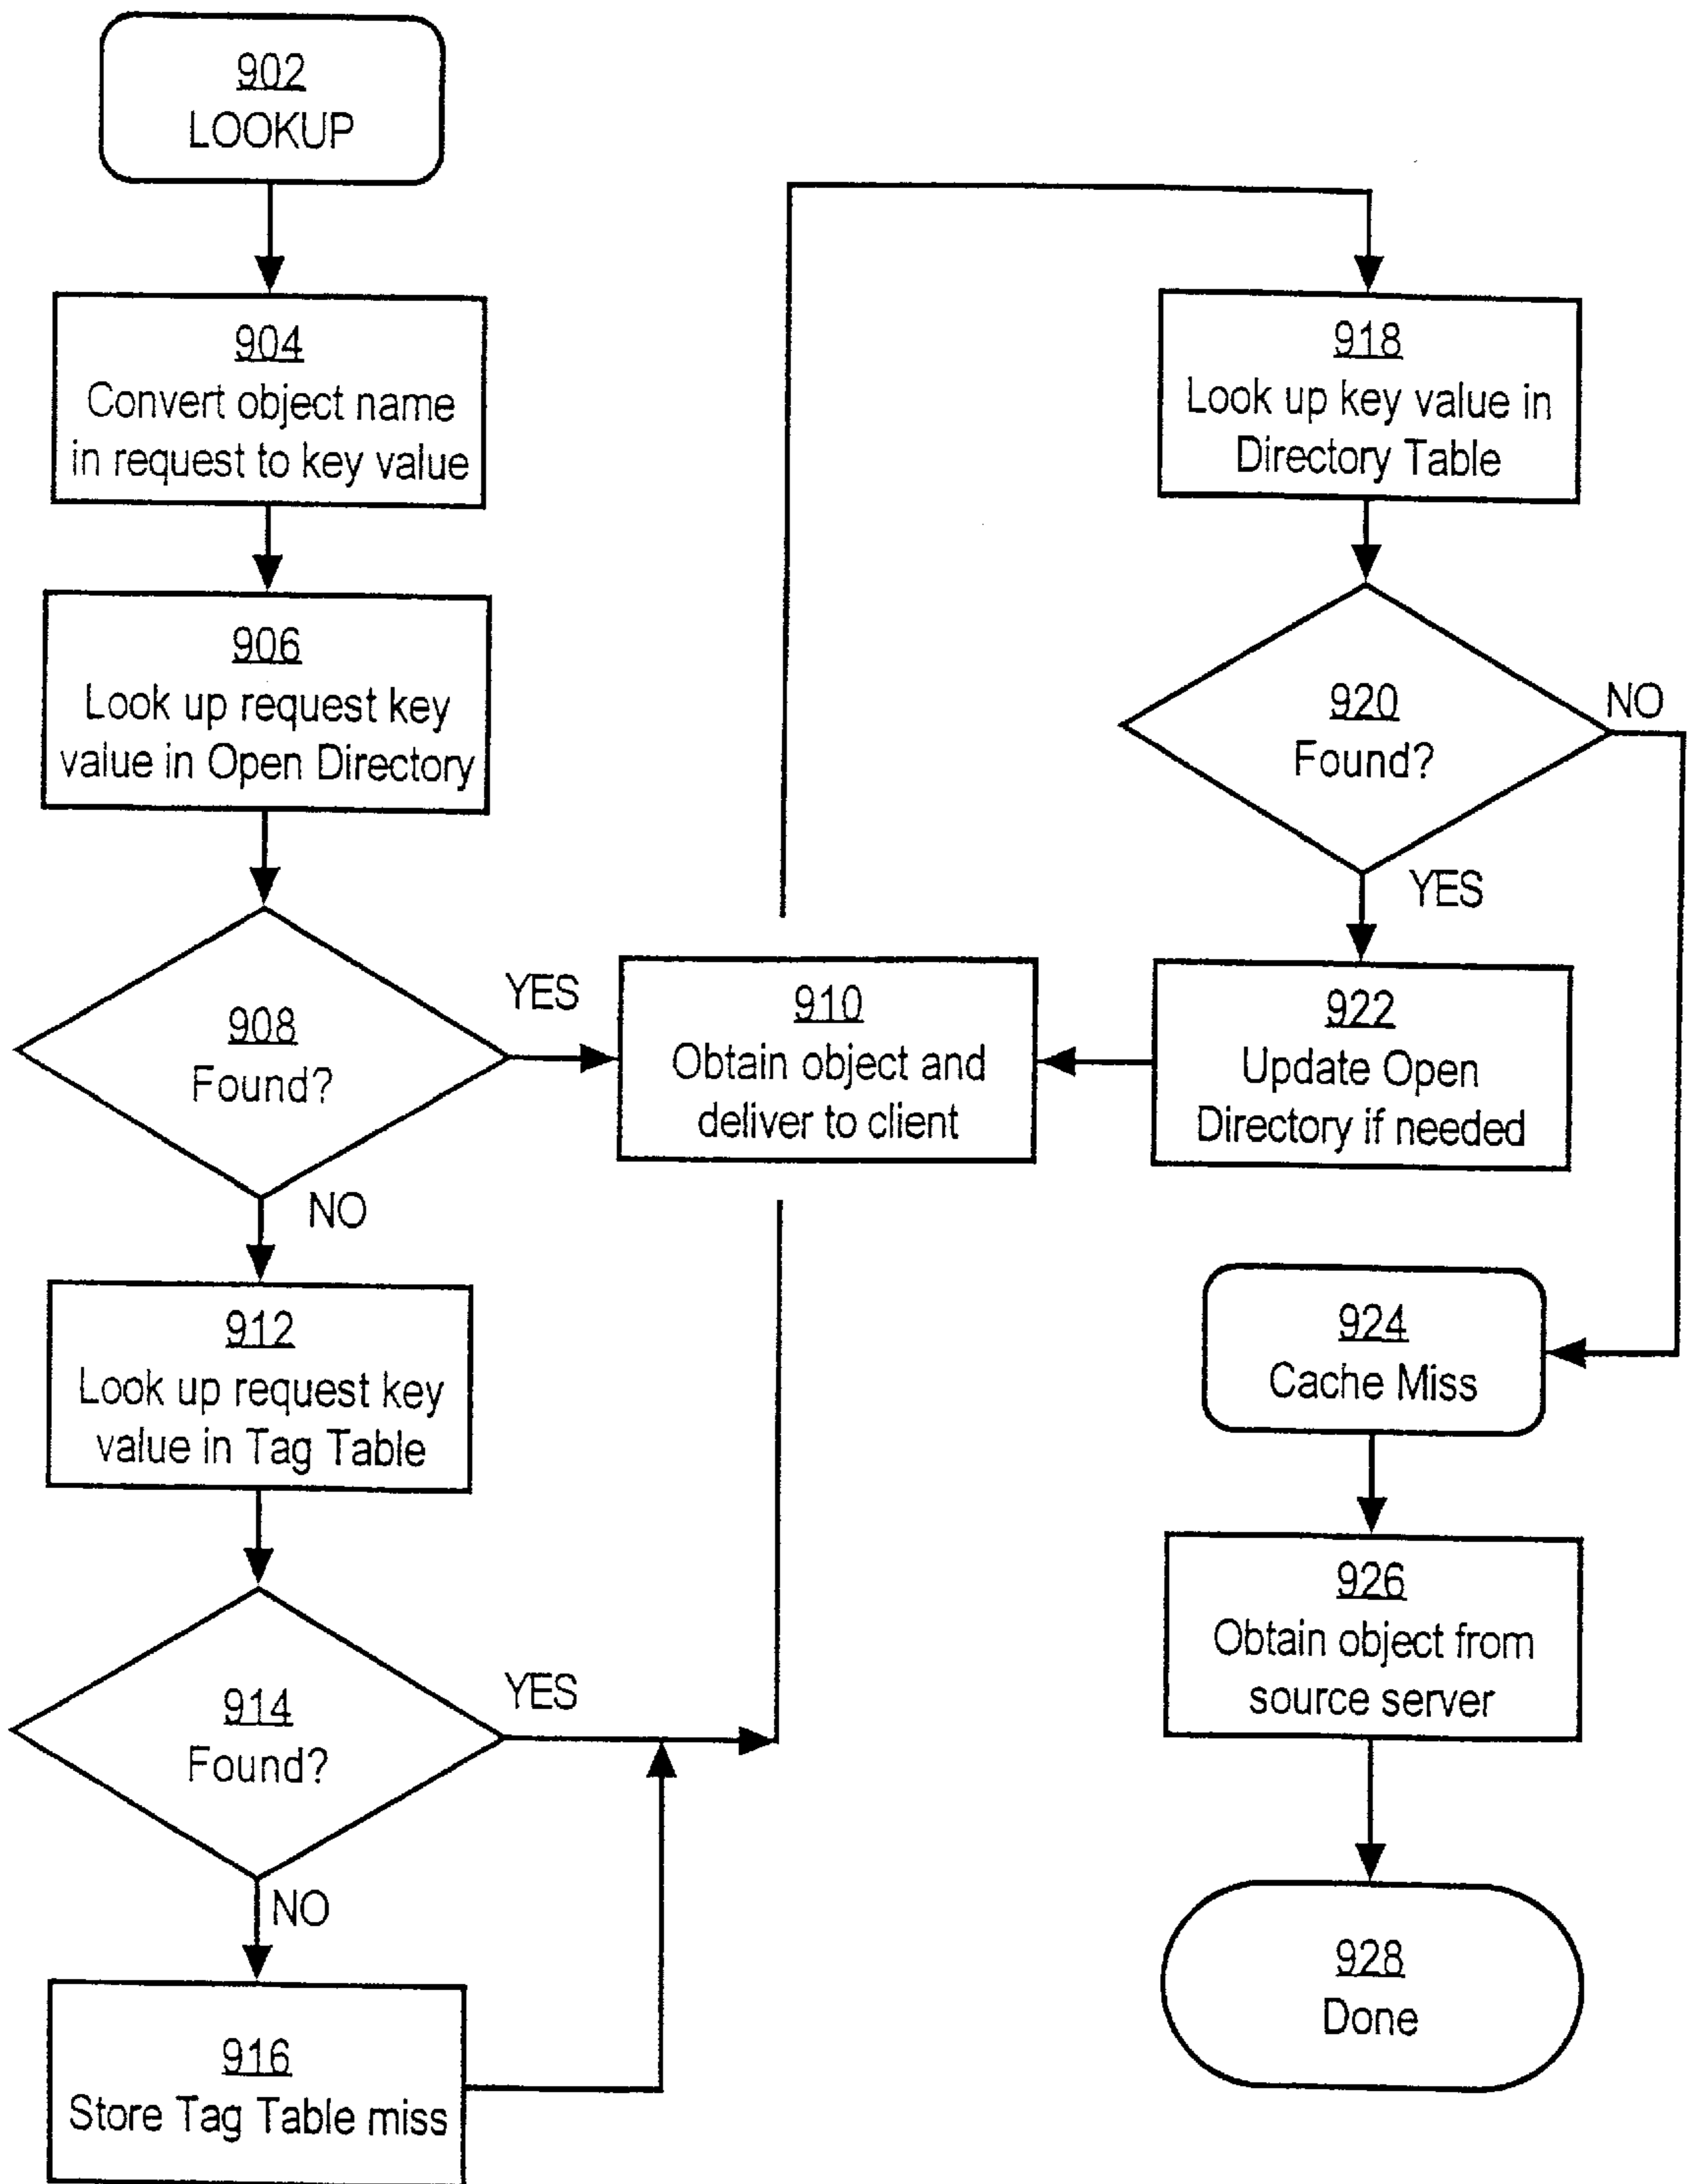 902
LOOKUP
904
Convert object name
in request to key value
906
Look up request key
value in Open Directory
908
Found?
YES
NO
910
Obtain object and
deliver to client
912
Look up request key
value in Tag Table
914
Found?
YES
NO
916
Store Tag Table miss
918
Look up key value in
Directory Table
920
Found?
NO
YES
922
Update Open
Directory if needed
924
Cache Miss
926
Obtain object from
source server
928
Done